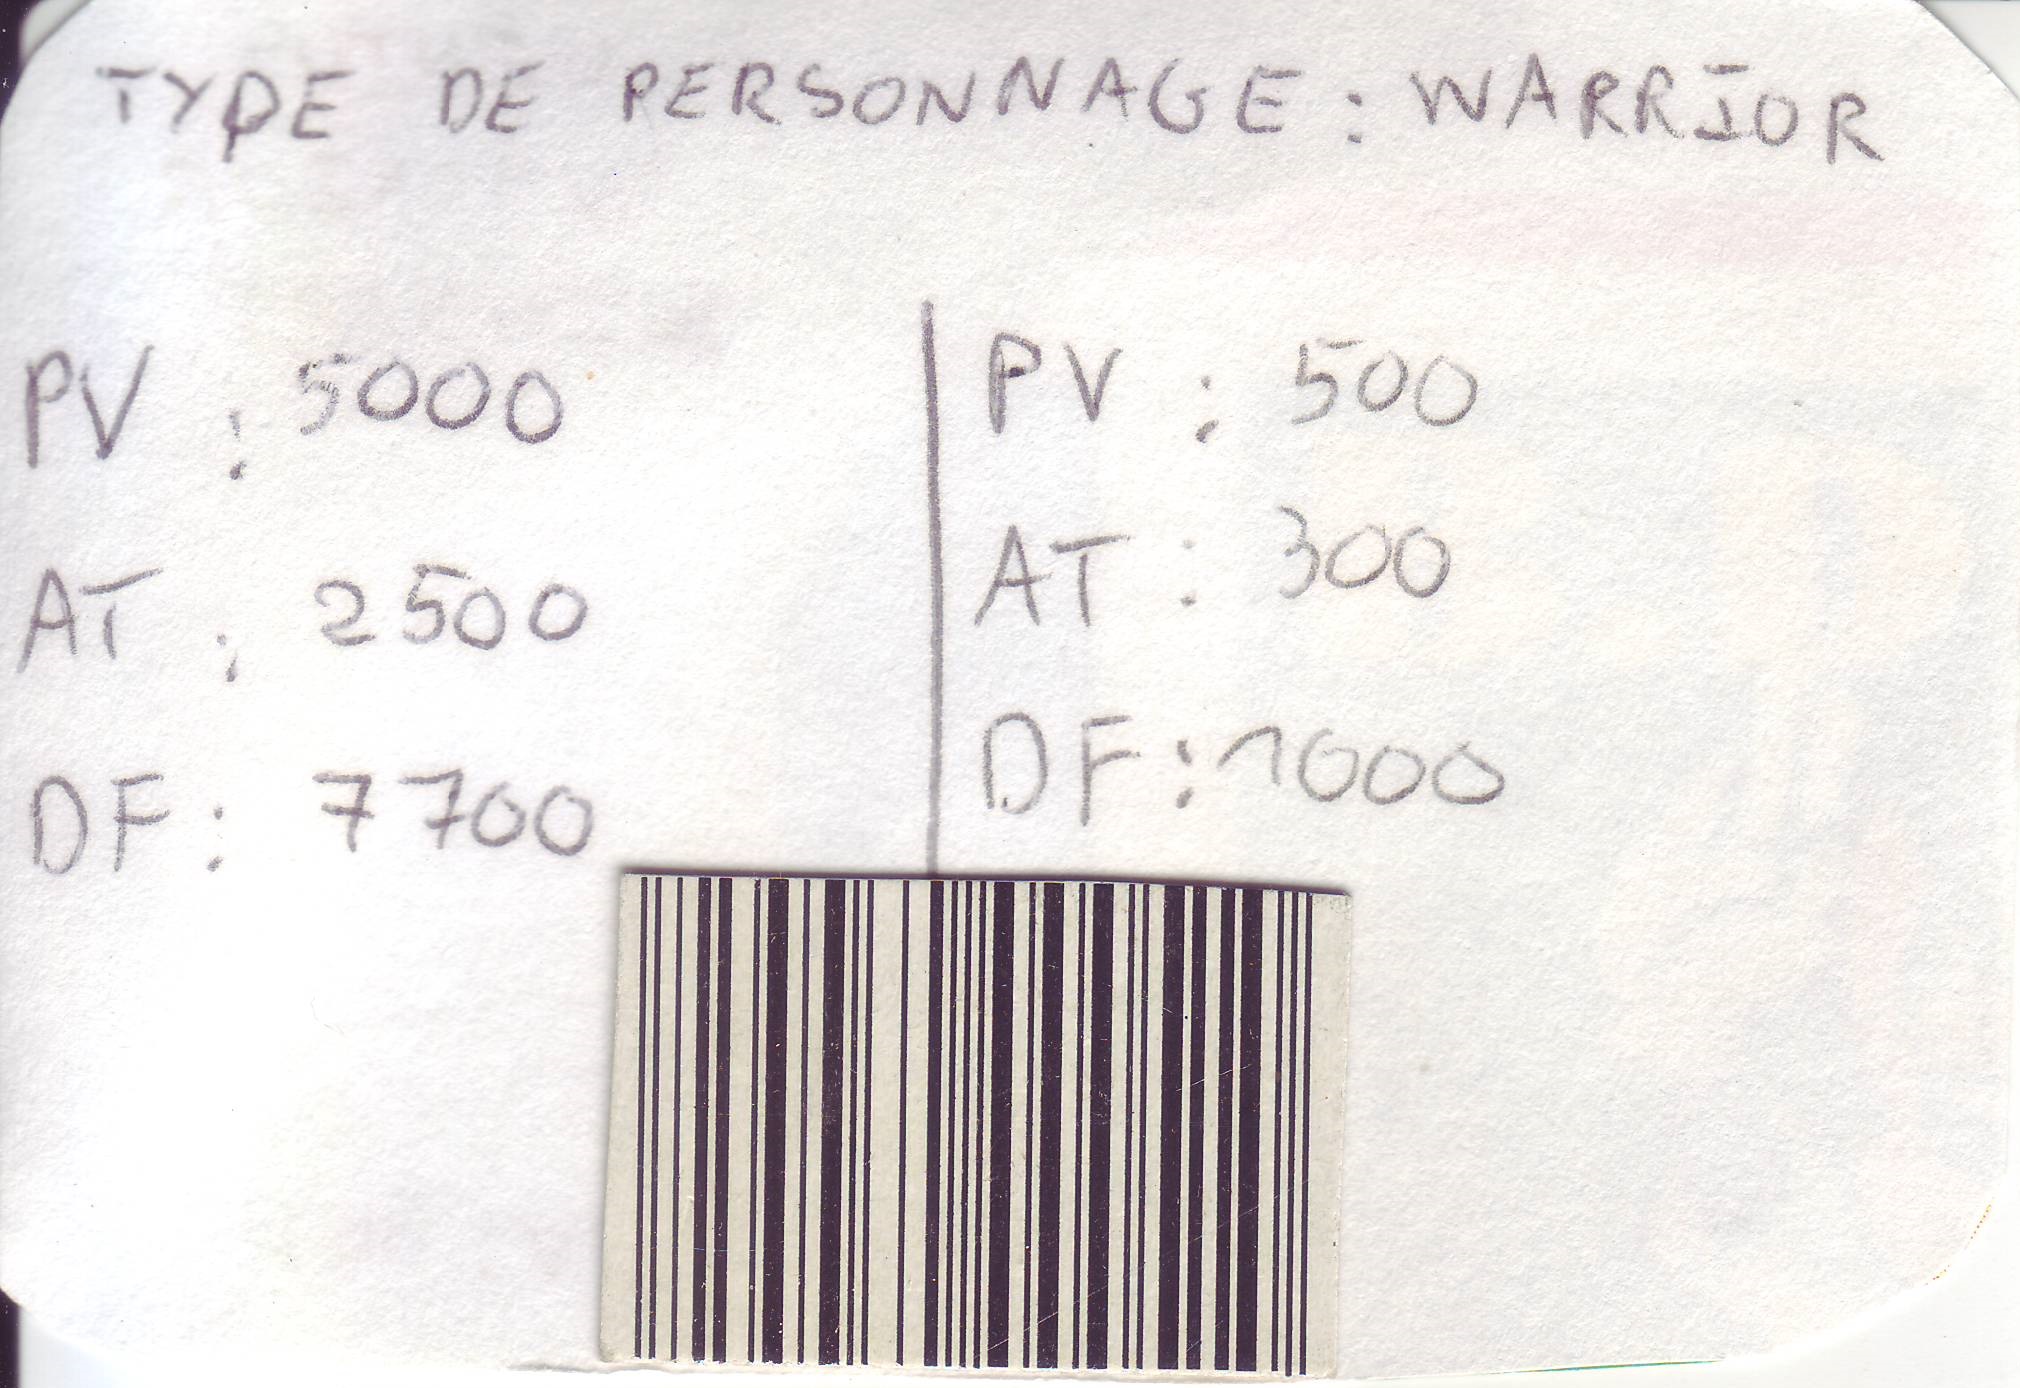 TYPE DE PERSONNAGE : WARRIOR
PV : 5000
AT : 2500
DF : 7700
PV : 500
AT : 300
DF : 1000